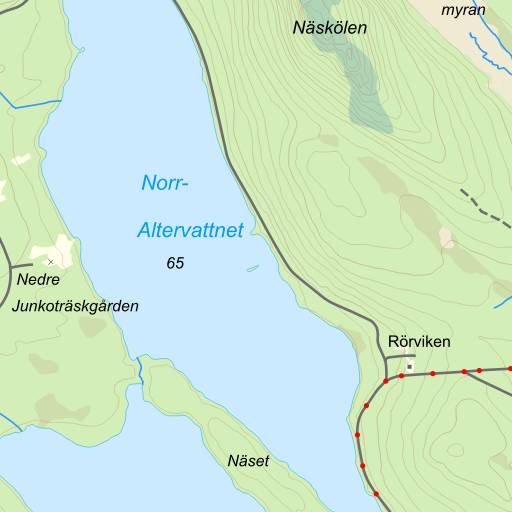 myran
Näskölen
Norr-
Altervattnet
65
Nedre
Junkoträskgården
Rörviken
Näset